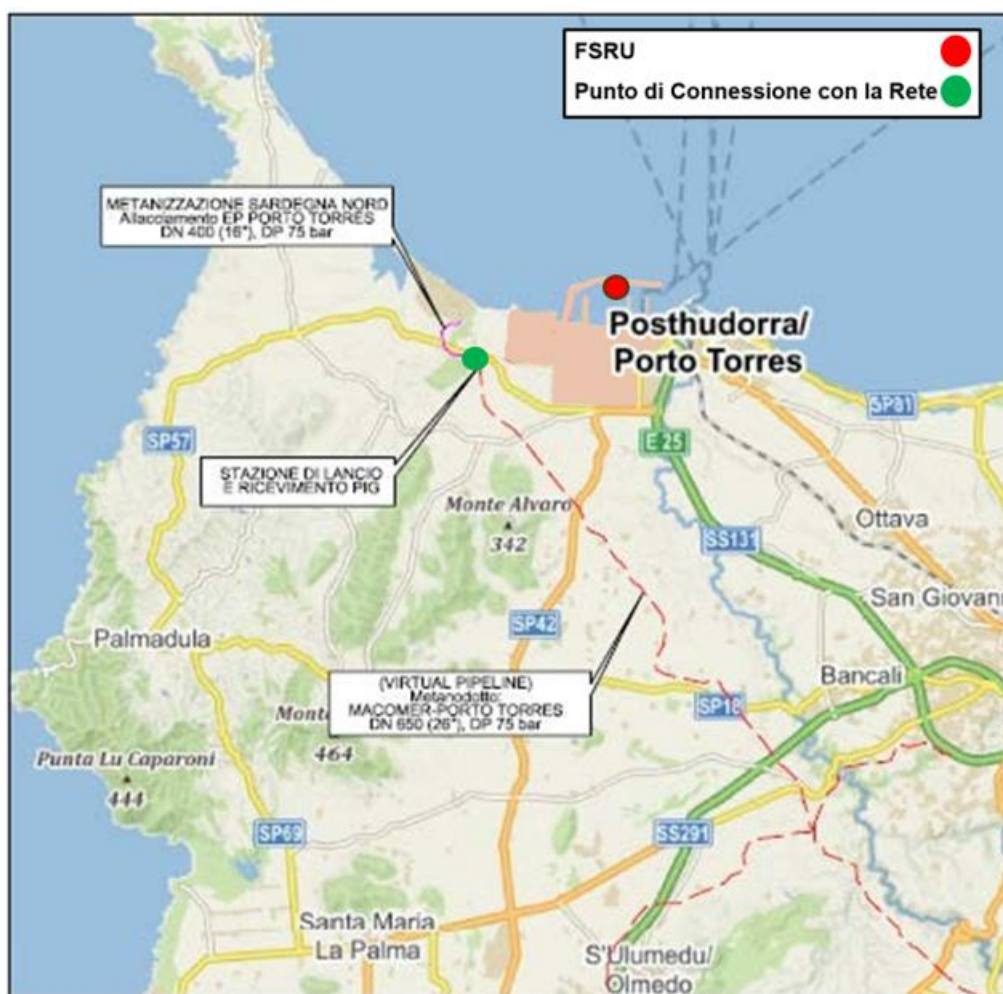 FSRU
Punto di Connessione con la Rete
METANIZZAZIONE SARDEGNA NORD
Allacciamento EP PORTO TORRES
DN 400 (16"), DP 75 bar
Posthudorra/
Porto Torres
SP81
E 25
SP57
STAZIONE DI LANCIO
E RICEVIMENTO PIG
Monte Alvaro
342
Ottava
SS131
San Giovanni
SP42
Palmadula
Bancali
(VIRTUAL PIPELINE)
Metanodotto:
MACOMER-PORTO TORRES
DN 650 (26"), DP 75 bar
SP18
464
Punta Lu Caparoni
444
SP69
SS291
Santa Maria
La Palma
S'Ulumedu/
Olmedo